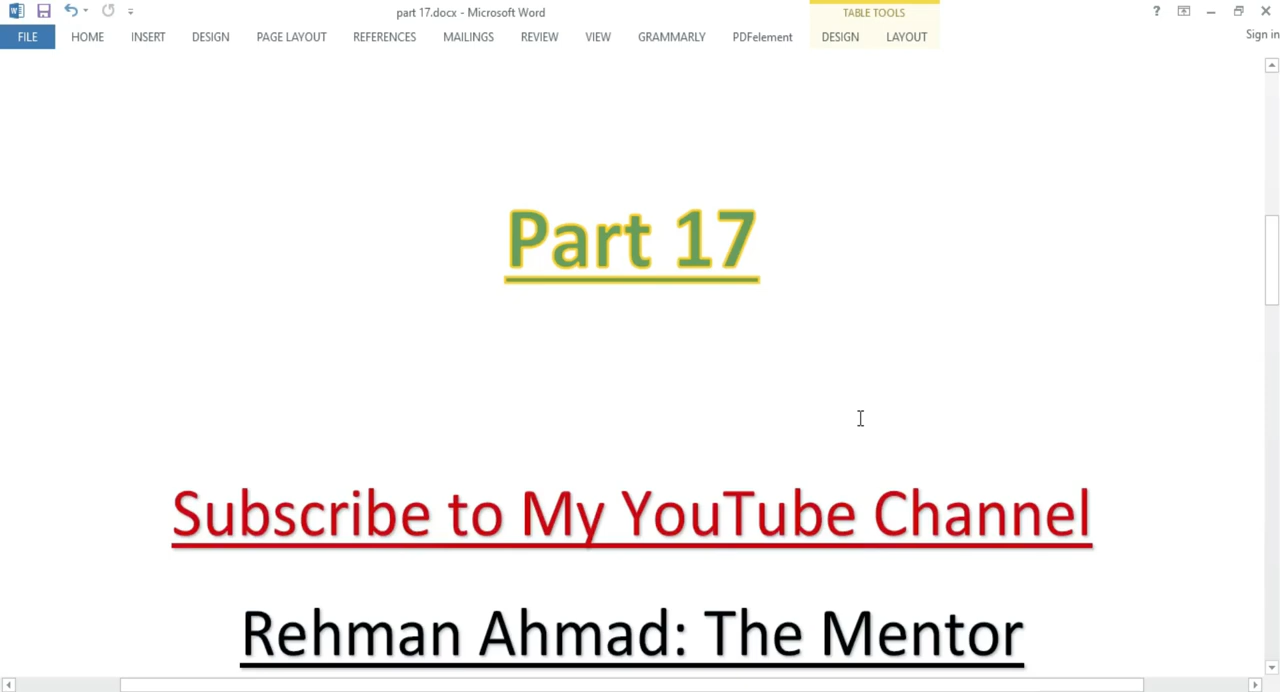 part 17.docx - Microsoft Word
TABLE TOOLS
?
Sign in
FILE HOME INSERT DESIGN PAGE LAYOUT REFERENCES MAILINGS REVIEW VIEW GRAMMARLY PDFelement DESIGN LAYOUT
Part 17
Subscribe to My YouTube Channel
Rehman Ahmad: The Mentor